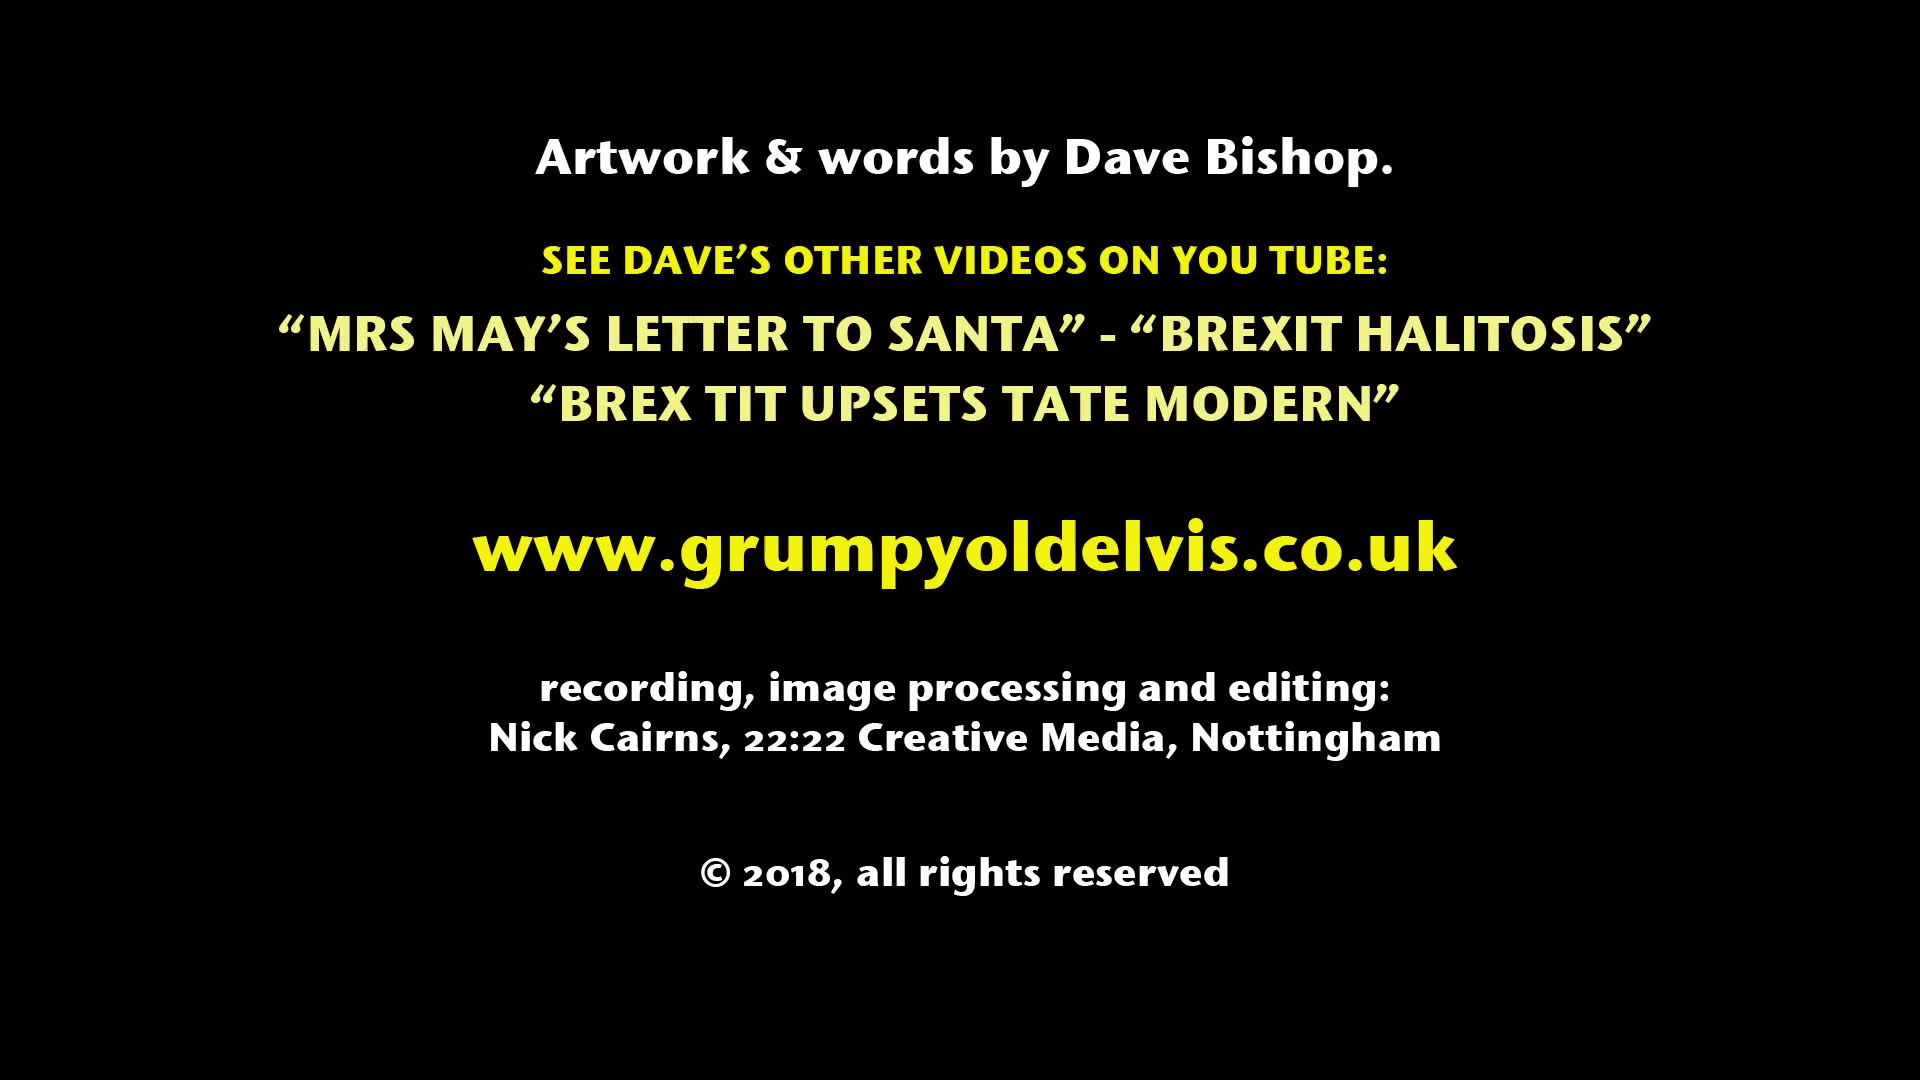 Artwork & words by Dave Bishop.
SEE DAVE’S OTHER VIDEOS ON YOU TUBE:
“MRS MAY’S LETTER TO SANTA” - “BREXIT HALITOSIS”
“BREX TIT UPSETS TATE MODERN”
www.grumpyoldelvis.co.uk
recording, image processing and editing:
Nick Cairns, 22:22 Creative Media, Nottingham
© 2018, all rights reserved